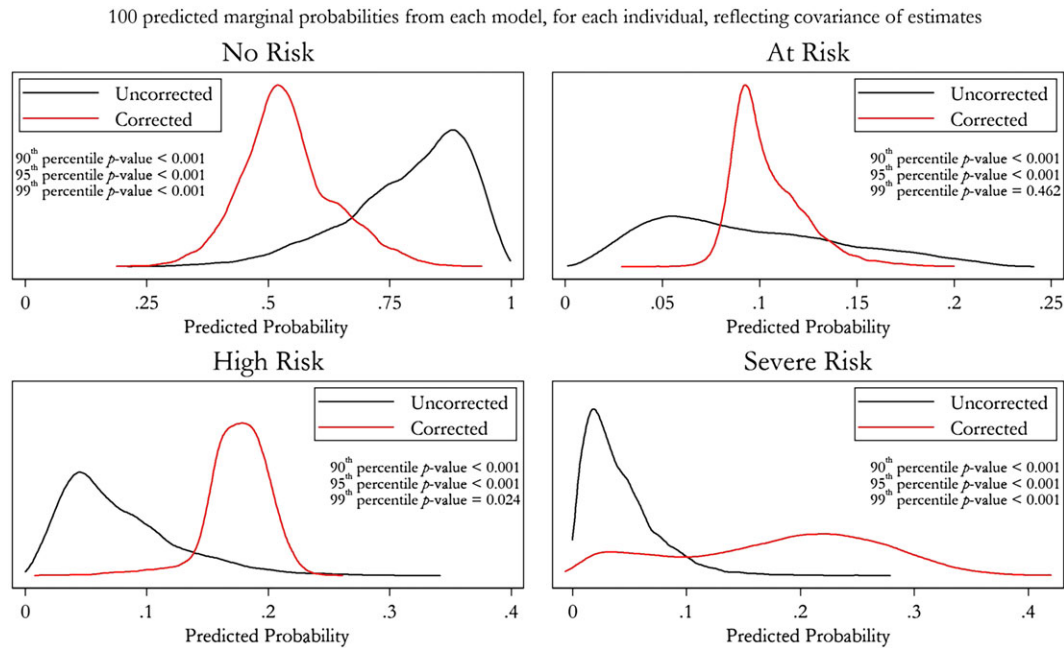 100 predicted marginal probabilities from each model, for each individual, reflecting covariance of estimates
No Risk
Uncorrected
Corrected
90th percentile p-value < 0.001
95th percentile p-value < 0.001
99th percentile p-value < 0.001
0 .25 .5 .75 1
Predicted Probability
At Risk
Uncorrected
Corrected
90th percentile p-value < 0.001
95th percentile p-value < 0.001
99th percentile p-value = 0.462
0 .05 .1 .15 .2 .25
Predicted Probability
High Risk
Uncorrected
Corrected
90th percentile p-value < 0.001
95th percentile p-value < 0.001
99th percentile p-value = 0.024
0 .1 .2 .3 .4
Predicted Probability
Severe Risk
Uncorrected
Corrected
90th percentile p-value < 0.001
95th percentile p-value < 0.001
99th percentile p-value < 0.001
0 .1 .2 .3 .4
Predicted Probability